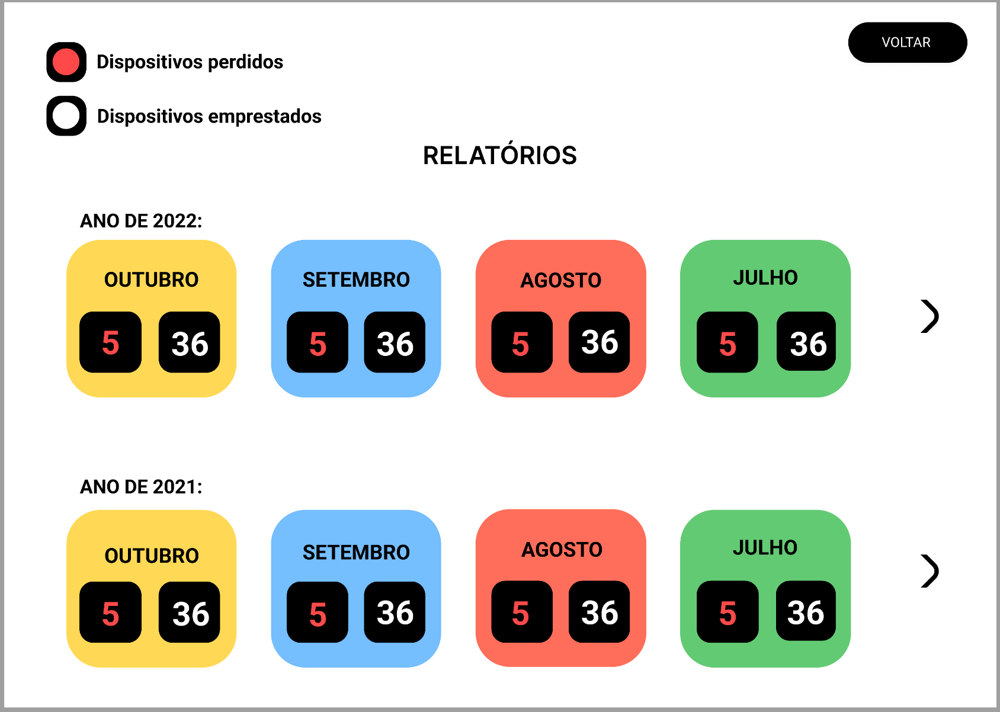 VOLTAR
Dispositivos perdidos
Dispositivos emprestados
RELATÓRIOS
ANO DE 2022:
OUTUBRO
5 36
SETEMBRO
5 36
AGOSTO
5 36
JULHO
5 36
ANO DE 2021:
OUTUBRO
5 36
SETEMBRO
5 36
AGOSTO
5 36
JULHO
5 36